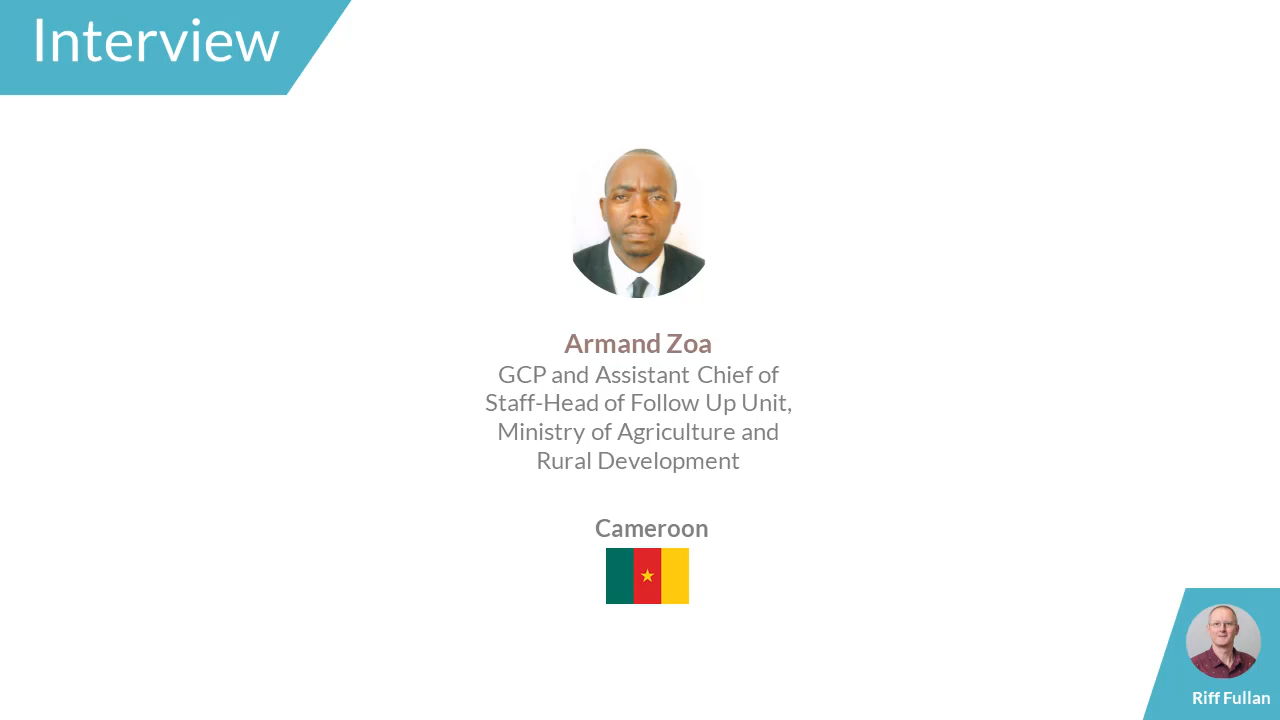 Interview
Armand Zoa
GCP and Assistant Chief of
Staff-Head of Follow Up Unit,
Ministry of Agriculture and
Rural Development
Cameroon
Riff Fullan